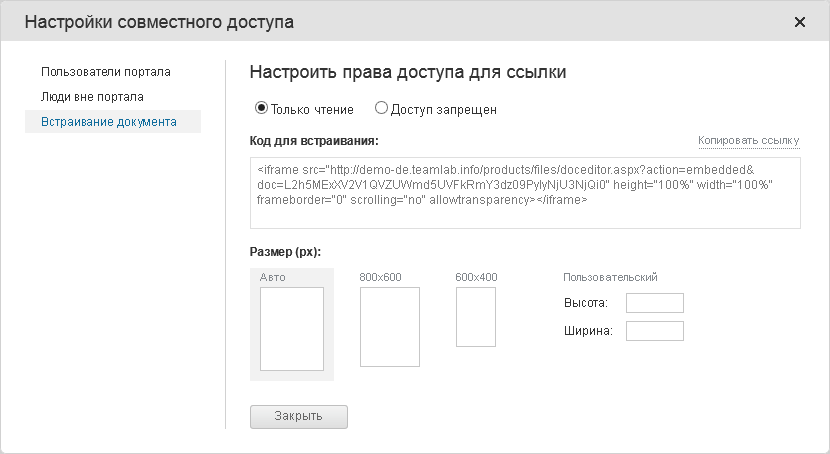 Настройки совместного доступа
Пользователи портала
Люди вне портала
Встраивание документа
Настроить права доступа для ссылки
Только чтение Доступ запрещен
Код для встраивания: Копировать ссылку
<iframe src="http://demo-de.teamlab.info/products/files/doceditor.aspx?action=embedded&
doc=L2h5MExXV2V1QVZUWmd5UVFkRmY3dz09PylyNjU3NjQi0" height="100%" width="100%"
frameborder="0" scrolling="no" allowtransparency></iframe>
Размер (px):
Авто 800x600 600x400 Пользовательский
Высота:
Ширина:
Закрыть